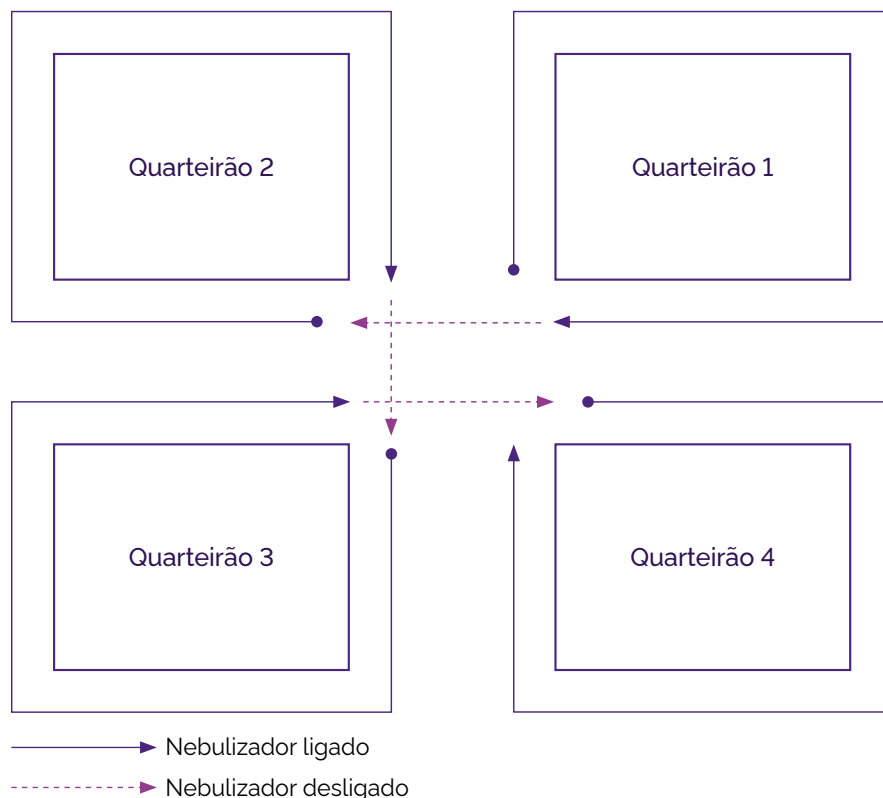 Quarteirão 2
Quarteirão 1
Quarteirão 3
Quarteirão 4
Nebulizador ligado
Nebulizador desligado